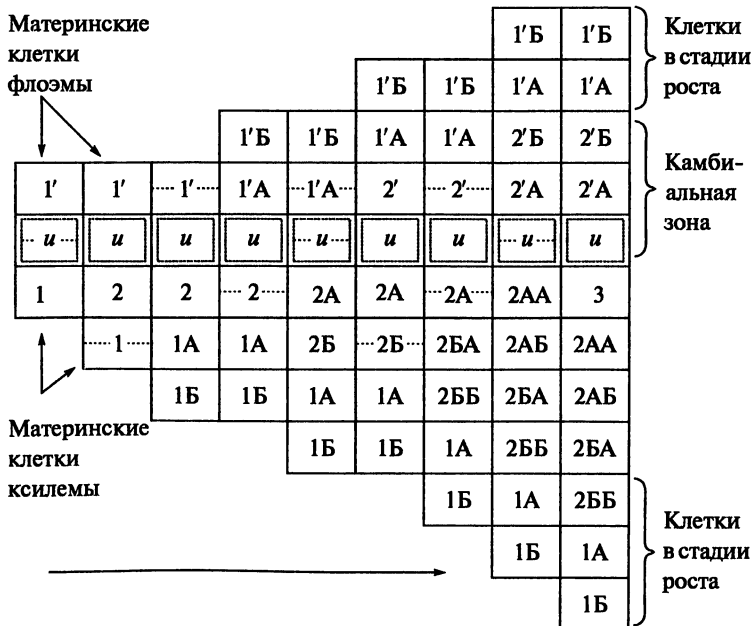 Материнские
клетки
флоэмы
1′Б 1′Б
1′Б 1′Б 1′А 1′А
1′Б 1′Б 1′А 1′А 2′Б 2′Б
1′ 1′ 1′ 1′А 1′А 2′ 2′ 2′А 2′А
и и и и и и и и и
1 2 2 2 2А 2А 2А 2АА 3
1 1А 1А 2Б 2Б 2БА 2АБ 2АА
1Б 1Б 1А 1А 2ББ 2БА 2АБ
1Б 1Б 1А 2ББ 2БА
1Б 1А 2ББ
1Б 1А
1Б
Клетки
в стадии
роста
Камби-
альная
зона
Материнские
клетки
ксилемы
Клетки
в стадии
роста